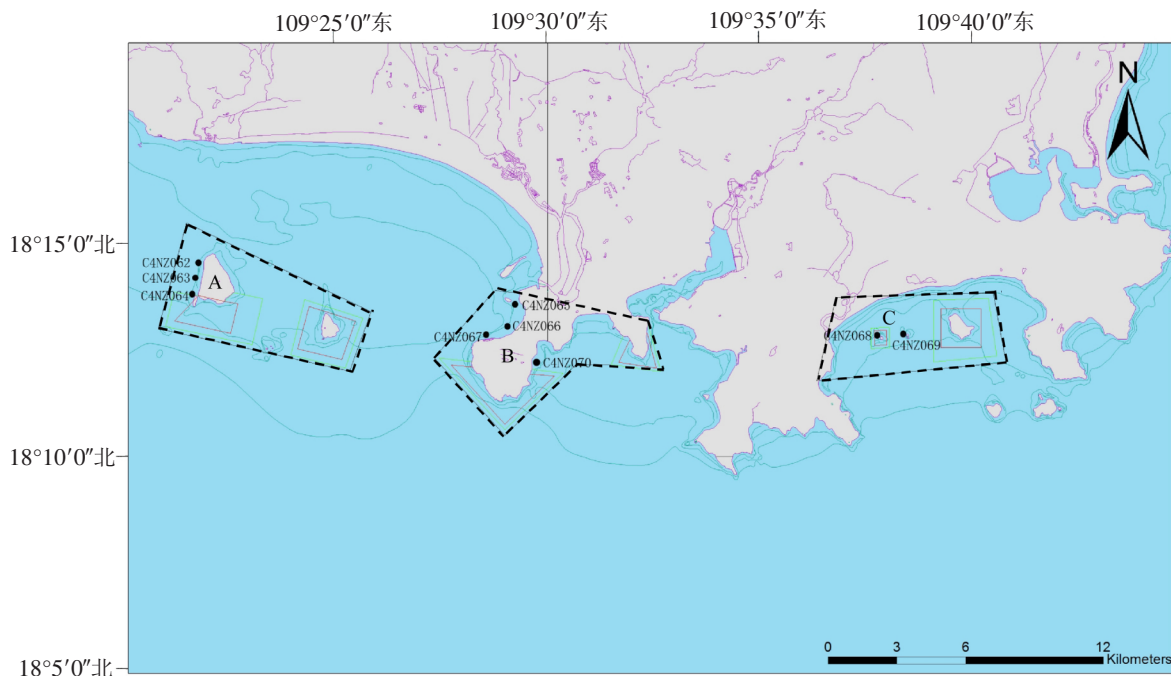 109°25′0″东 109°30′0″东 109°35′0″东 109°40′0″东
N
18°15′0″北
C4NZ062
C4NZ063
A
C4NZ064
C4NZ065
C4NZ066
C4NZ067
B
C4NZ070
C
C4NZ068
C4NZ069
18°10′0″北
18°5′0″北
0 3 6 12
Kilometers